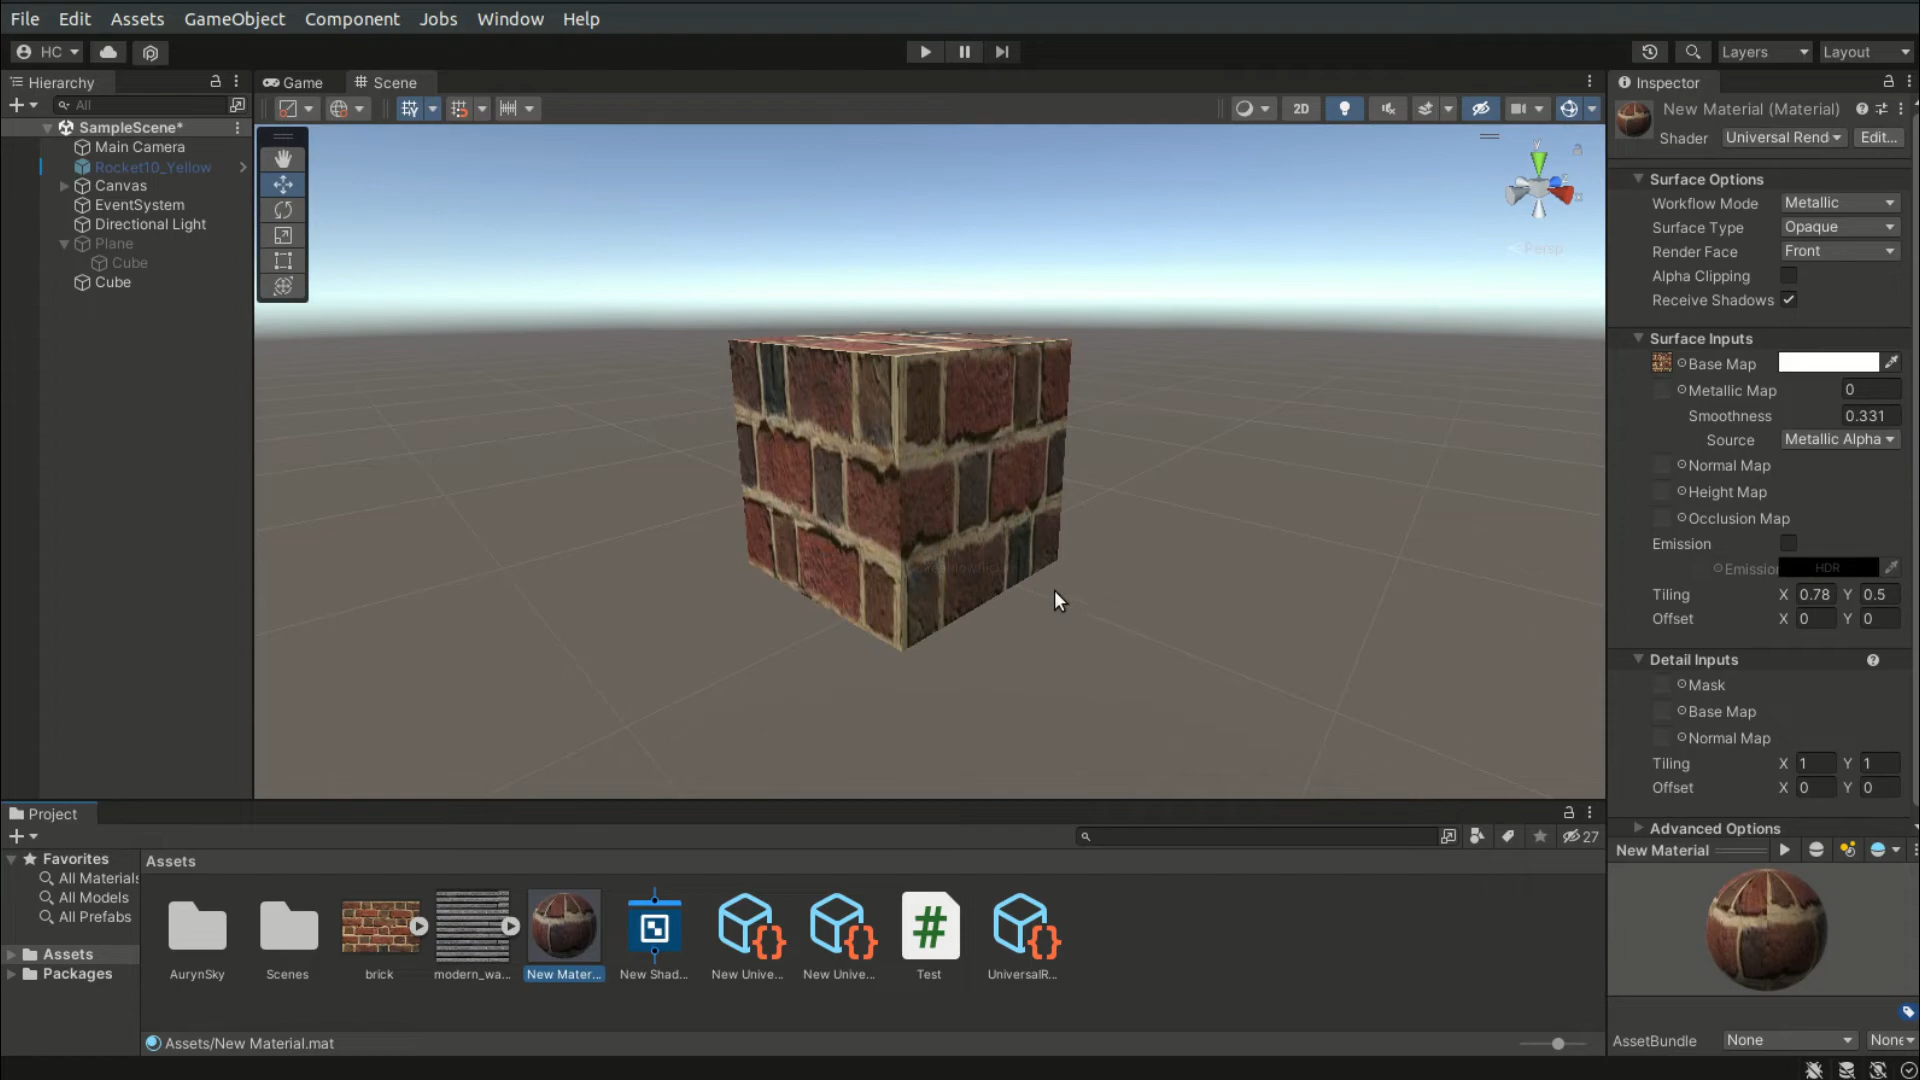 File Edit Assets GameObject Component Jobs Window Help
HC Layers Layout
Hierarchy
All
SampleScene*
Main Camera
Rocket10_Yellow
Canvas
EventSystem
Directional Light
Plane
Cube
Cube
Game Scene
2D
y
z
x
Persp
Inspector
New Material (Material)
Shader Universal Rend Edit...
Surface Options
Workflow Mode Metallic
Surface Type Opaque
Render Face Front
Alpha Clipping
Receive Shadows
Surface Inputs
Base Map
Metallic Map 0
Smoothness 0.331
Source Metallic Alpha
Normal Map
Height Map
Occlusion Map
Emission
Emission HDR
Tiling X 0.78 Y 0.5
Offset X 0 Y 0
Detail Inputs
Mask
Base Map
Normal Map
Tiling X 1 Y 1
Offset X 0 Y 0
Advanced Options
New Material
AssetBundle None None
Project
27
Favorites
All Materials
All Models
All Prefabs
Assets
Packages
Assets
AurynSky Scenes brick modern_wa... New Mater... New Shad... New Unive... New Unive... Test UniversalR...
Assets/New Material.mat